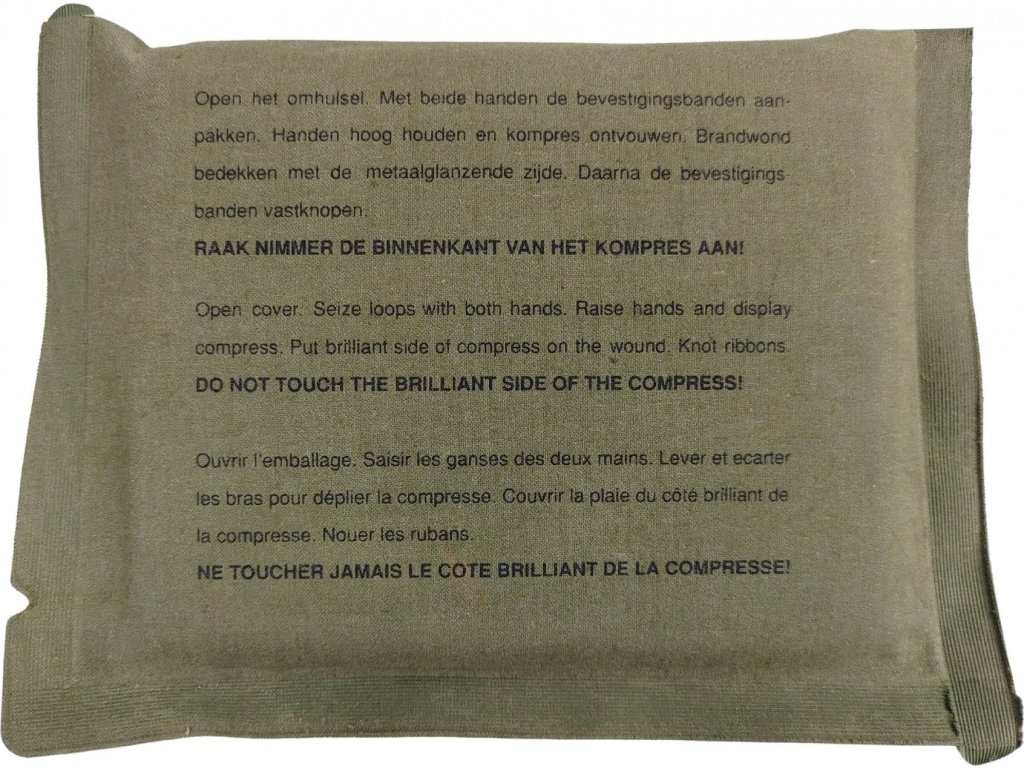 Open het omhulsel. Met beide handen de bevestigingsbanden aan-
pakken. Handen hoog houden en kompres ontvouwen. Brandwond
bedekken met de metaalglanzende zijde. Daarna de bevestigings-
banden vastknopen.
RAAK NIMMER DE BINNENKANT VAN HET KOMPRES AAN!
Open cover. Seize loops with both hands. Raise hands and display
compress. Put brilliant side of compress on the wound. Knot ribbons.
DO NOT TOUCH THE BRILLIANT SIDE OF THE COMPRESS!
Ouvrir l'emballage. Saisir les ganses des deux mains. Lever et ecarter
les bras pour déplier la compresse. Couvrir la plaie du côté brilliant de
la compresse. Nouer les rubans.
NE TOUCHER JAMAIS LE COTE BRILLIANT DE LA COMPRESSE!